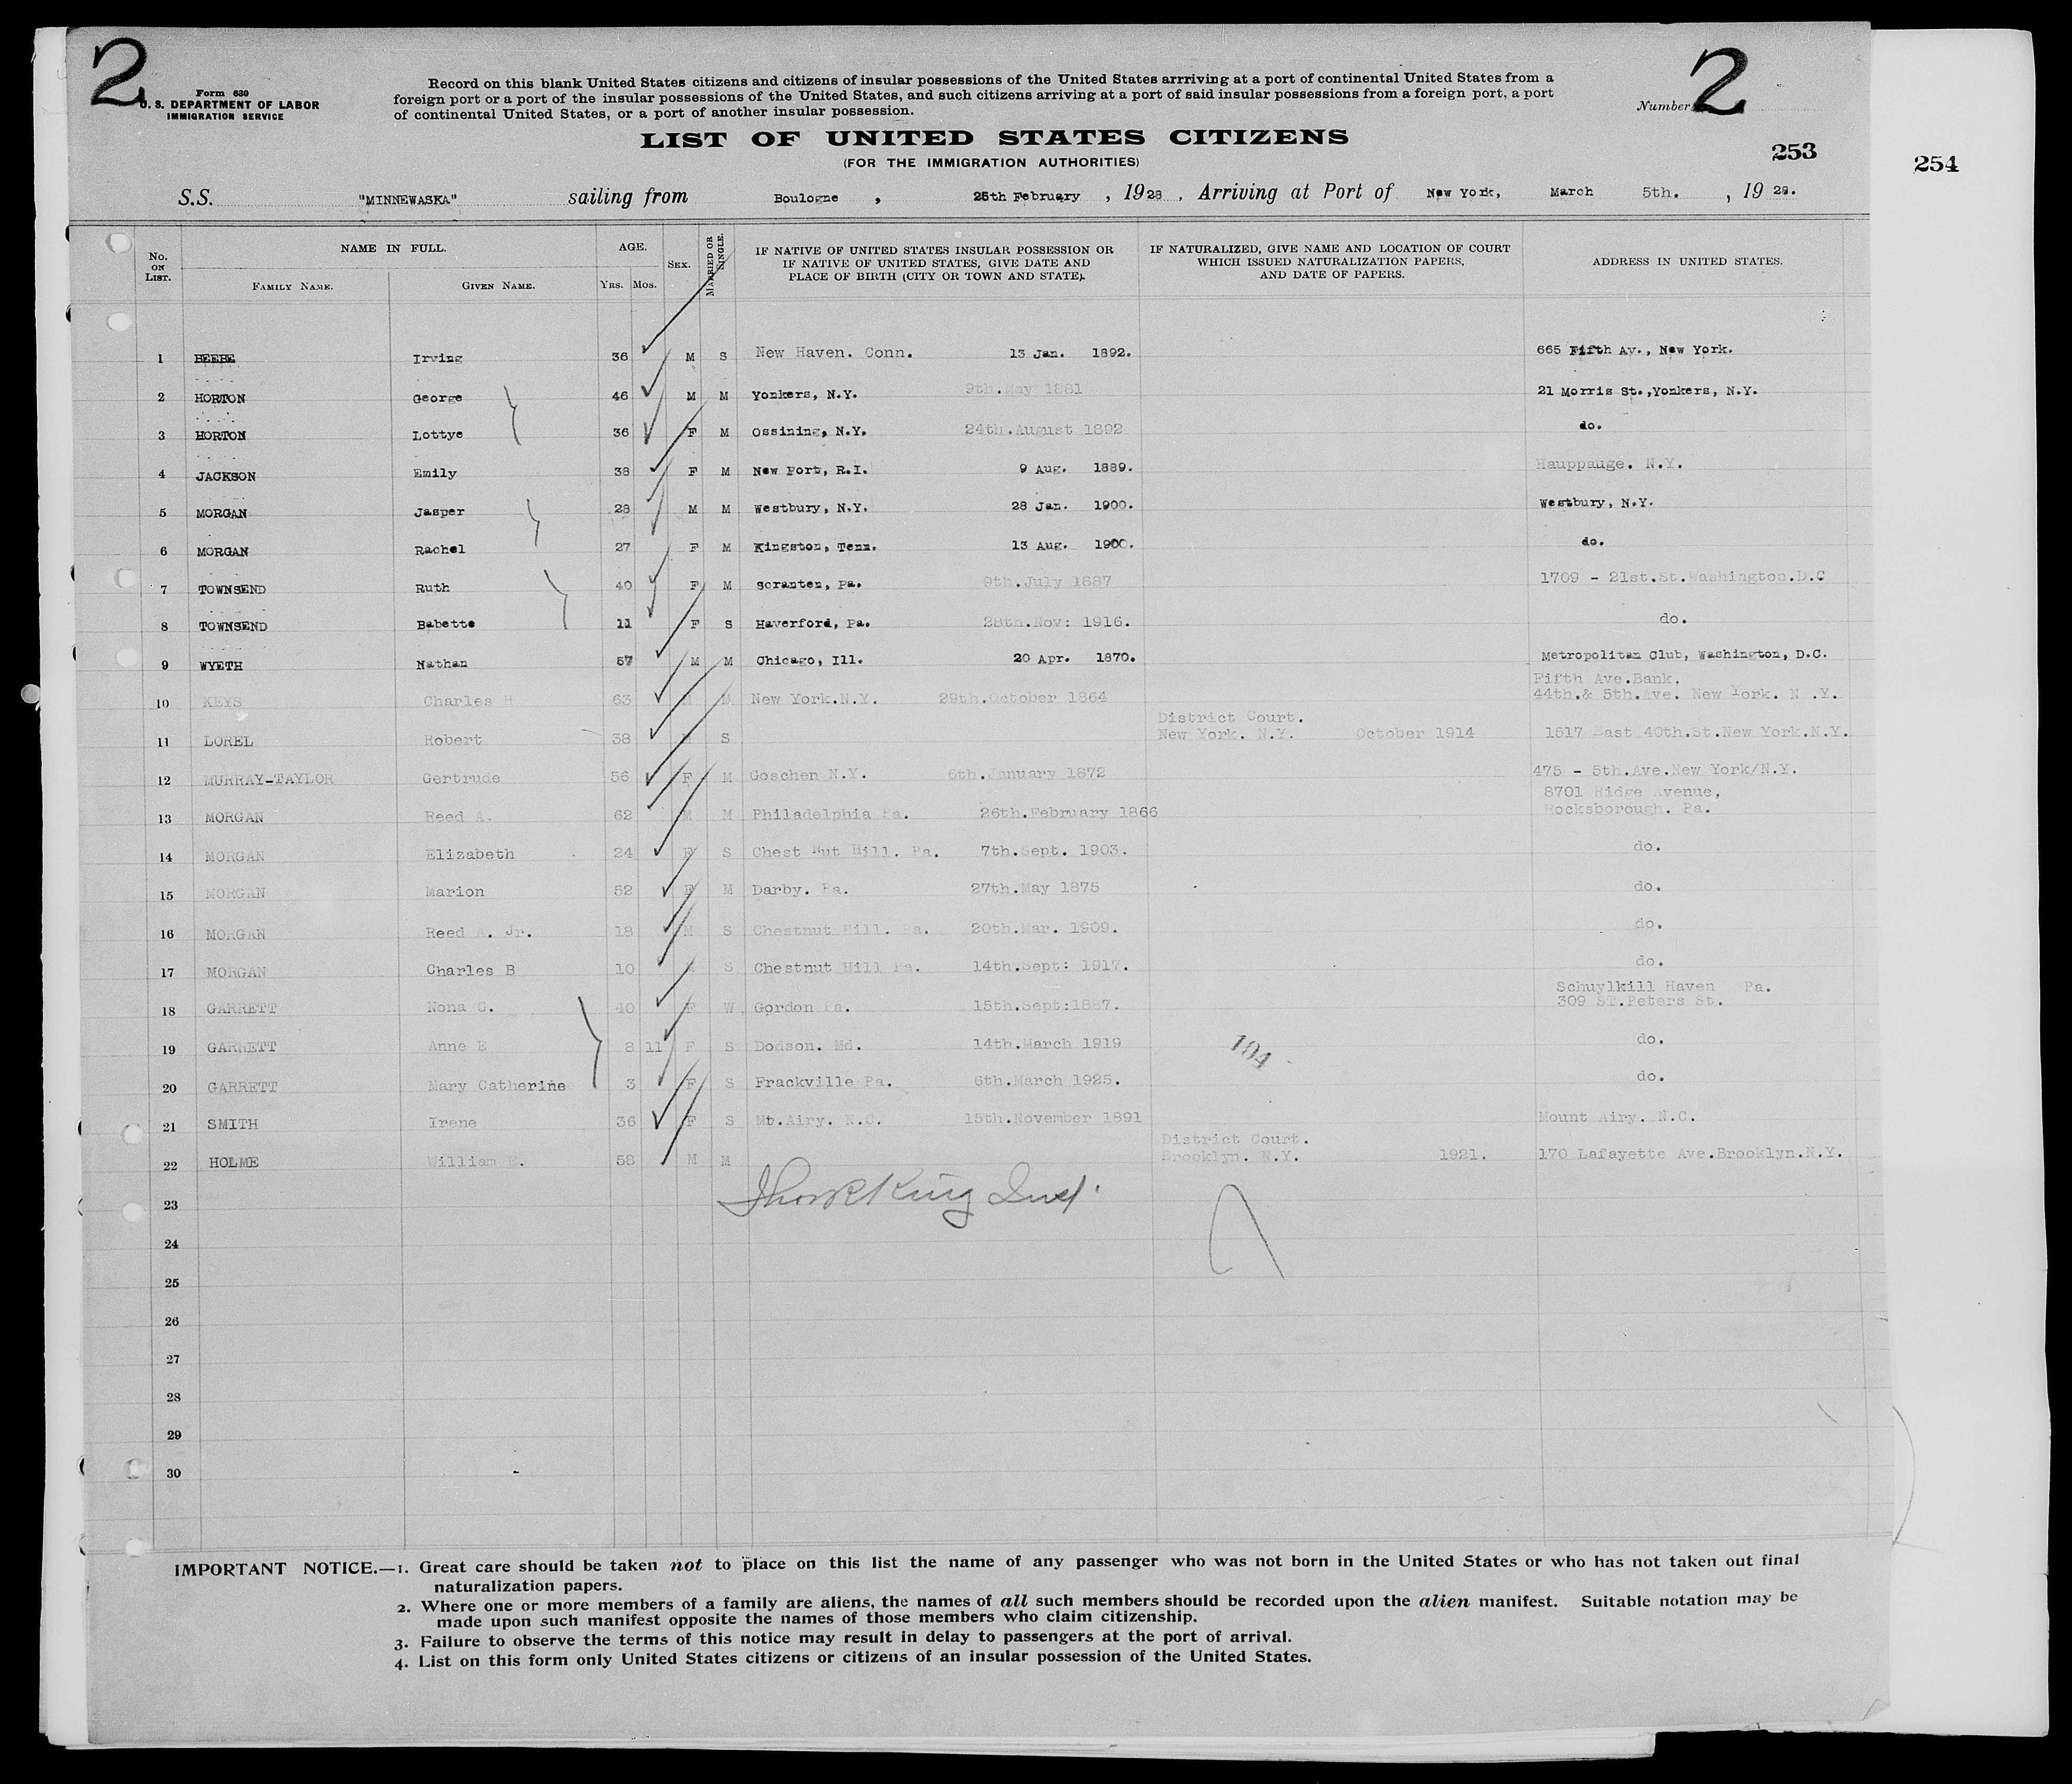 2
2
Form 630
U. S. DEPARTMENT OF LABOR
IMMIGRATION SERVICE
Record on this blank United States citizens and citizens of insular possessions of the United States arrriving at a port of continental United States from a
foreign port or a port of the insular possessions of the United States, and such citizens arriving at a port of said insular possessions from a foreign port, a port
of continental United States, or a port of another insular possession.
Number
LIST OF UNITED STATES CITIZENS
(FOR THE IMMIGRATION AUTHORITIES)
253
254
S.S. "MINNEWASKA" sailing from Boulogne , 25th February , 1928 , Arriving at Port of New York, March 5th. , 19 28.
No. ON LIST.
NAME IN FULL.
FAMILY NAME. GIVEN NAME.
AGE.
YRS. MOS.
SEX.
MARRIED OR SINGLE.
IF NATIVE OF UNITED STATES INSULAR POSSESSION OR
IF NATIVE OF UNITED STATES, GIVE DATE AND
PLACE OF BIRTH (CITY OR TOWN AND STATE).
IF NATURALIZED, GIVE NAME AND LOCATION OF COURT
WHICH ISSUED NATURALIZATION PAPERS,
AND DATE OF PAPERS.
ADDRESS IN UNITED STATES.
1 BEEBE Irving 36 M S New Haven. Conn. 13 Jan. 1892. 665 Fifth Av., New York.
2 HORTON George 46 M M Yonkers, N.Y. 9th.May 1881 21 Morris St.,Yonkers, N.Y.
3 HORTON Lottye 36 F M Ossining, N.Y. 24th.August 1892 do.
4 JACKSON Emily 38 F M New Port, R.I. 9 Aug. 1889. Hauppauge. N.Y.
5 MORGAN Jasper 28 M M Westbury, N.Y. 28 Jan. 1900. Westbury, N.Y.
6 MORGAN Rachel 27 F M Kingston, Tenn. 13 Aug. 1900. do.
7 TOWNSEND Ruth 40 F M Scranten, Pa. 9th.July 1887 1709 - 21st.St.Washington.D.C
8 TOWNSEND Babette 11 F S Haverford, Pa. 28th.Nov: 1916. do.
9 WYETH Nathan 57 M M Chicago, Ill. 20 Apr. 1870. Metropolitan Club, Washington, D.C.
Fifth Ave.Bank,
10 KEYS Charles H 63 M M New York.N.Y. 29th.October 1864 44th.& 5th.Ave. New York. N .Y.
District Court.
11 LOREL Robert 38 M S New York. N.Y. October 1914 1517 East 40th.St.New York.N.Y.
12 MURRAY-TAYLOR Gertrude 56 F M Goschen N.Y. 6th.January 1872 475 - 5th.Ave.New York/N.Y.
8701 Ridge Avenue,
13 MORGAN Reed A. 62 M M Philadelphia Pa. 26th.February 1866 Rocksborough. Pa.
14 MORGAN Elizabeth 24 F S Chest Nut Hill. Pa. 7th.Sept. 1903. do.
15 MORGAN Marion 52 F M Darby. Pa. 27th.May 1875 do.
16 MORGAN Reed A. Jr. 18 M S Chestnut Hill. Pa. 20th.Mar. 1909. do.
17 MORGAN Charles B 10 M S Chestnut Hill Pa. 14th.Sept: 1917. do.
Schuylkill Haven Pa.
18 GARRETT Nona G. 40 F W Gordon Pa. 15th.Sept:1887. 309 ST.Peters St.
19 GARRETT Anne E 8 11 F S Dodson. Md. 14th.March 1919 184 do.
20 GARRETT Mary Catherine 3 F S Frackville Pa. 6th.March 1925. do.
21 SMITH Irene 36 F S Mt.Airy. N.C. 15th.November 1891 Mount Airy. N.C.
District Court.
22 HOLME William E. 58 M M Brooklyn. N.Y. 1921. 170 Lafayette Ave.Brooklyn.N.Y.
King
23
24
25
26
27
28
29
30
IMPORTANT NOTICE.—1. Great care should be taken not to place on this list the name of any passenger who was not born in the United States or who has not taken out final
naturalization papers.
2. Where one or more members of a family are aliens, the names of all such members should be recorded upon the alien manifest. Suitable notation may be
made upon such manifest opposite the names of those members who claim citizenship.
3. Failure to observe the terms of this notice may result in delay to passengers at the port of arrival.
4. List on this form only United States citizens or citizens of an insular possession of the United States.